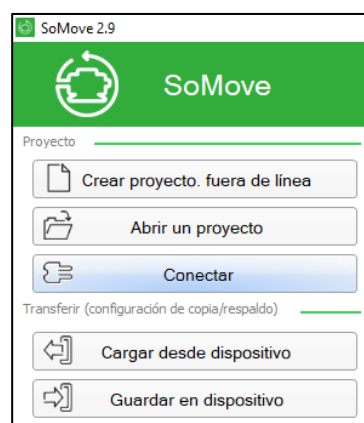 SoMove 2.9
SoMove
Proyecto
Crear proyecto. fuera de línea
Abrir un proyecto
Conectar
Transferir (configuración de copia/respaldo)
Cargar desde dispositivo
Guardar en dispositivo